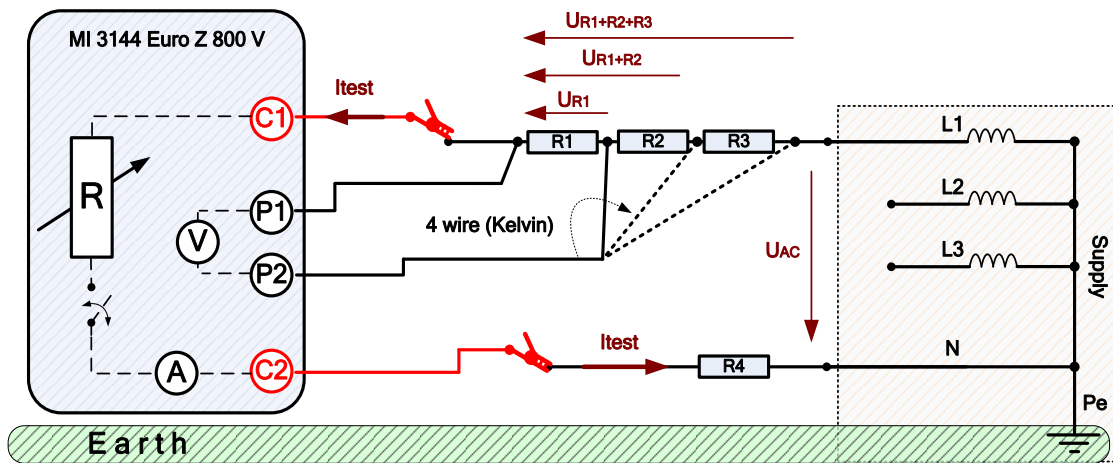 MI 3144 Euro Z 800 V
UR1+R2+R3
UR1+R2
UR1
Itest
C1
R1
R2
R3
L1
R
P1
V
P2
4 wire (Kelvin)
UAC
L2
L3
Supply
Itest
C2
A
R4
N
Pe
Earth